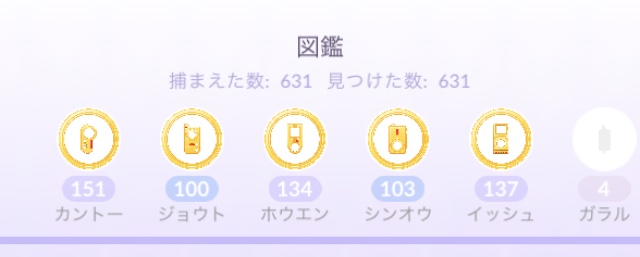 図鑑
捕まえた数: 631 見つけた数: 631
151 100 134 103 137 4
カントー ジョウト ホウエン シンオウ イッシュ ガラル